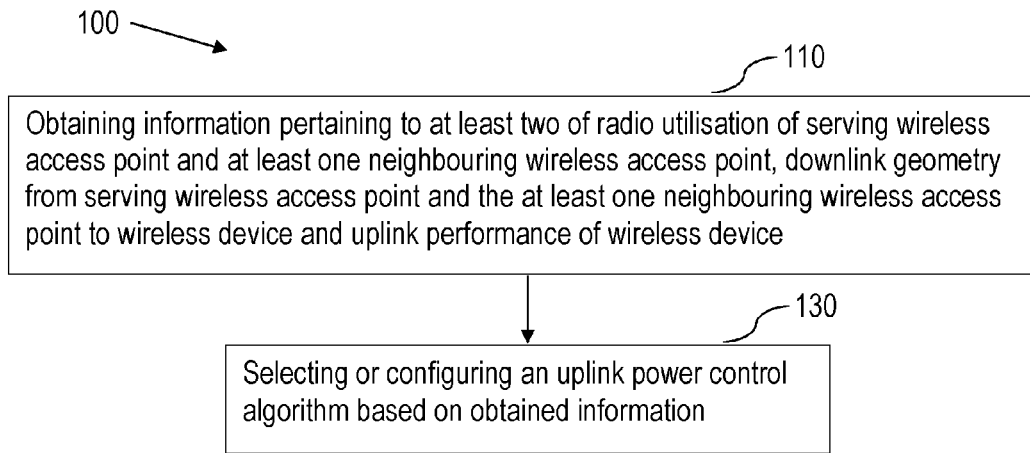 100
110
Obtaining information pertaining to at least two of radio utilisation of serving wireless
access point and at least one neighbouring wireless access point, downlink geometry
from serving wireless access point and the at least one neighbouring wireless access
point to wireless device and uplink performance of wireless device
130
Selecting or configuring an uplink power control
algorithm based on obtained information